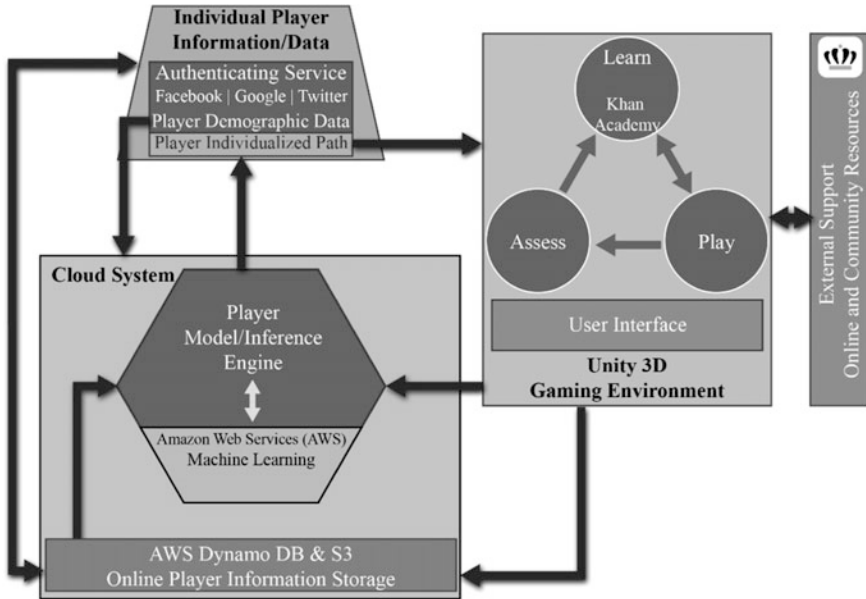 Individual Player
Information/Data
Authenticating Service
Facebook | Google | Twitter
Player Demographic Data
Player Individualized Path
Learn
Khan
Academy
Assess
Play
User Interface
Unity 3D
Gaming Environment
External Support
Online and Community Resources
Cloud System
Player
Model/Inference
Engine
Amazon Web Services (AWS)
Machine Learning
AWS Dynamo DB & S3
Online Player Information Storage